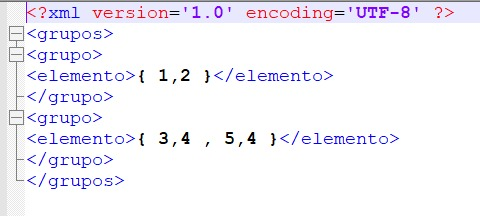 <?xml version='1.0' encoding='UTF-8' ?>
<grupos>
<grupo>
<elemento>{ 1,2 }</elemento>
</grupo>
<grupo>
<elemento>{ 3,4 , 5,4 }</elemento>
</grupo>
</grupos>